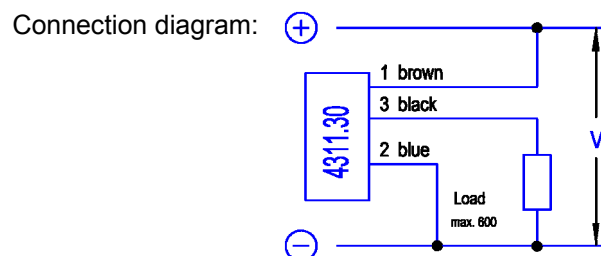 Connection diagram:
+
1 brown
3 black
4311.30
2 blue
V
Load
max. 600
−